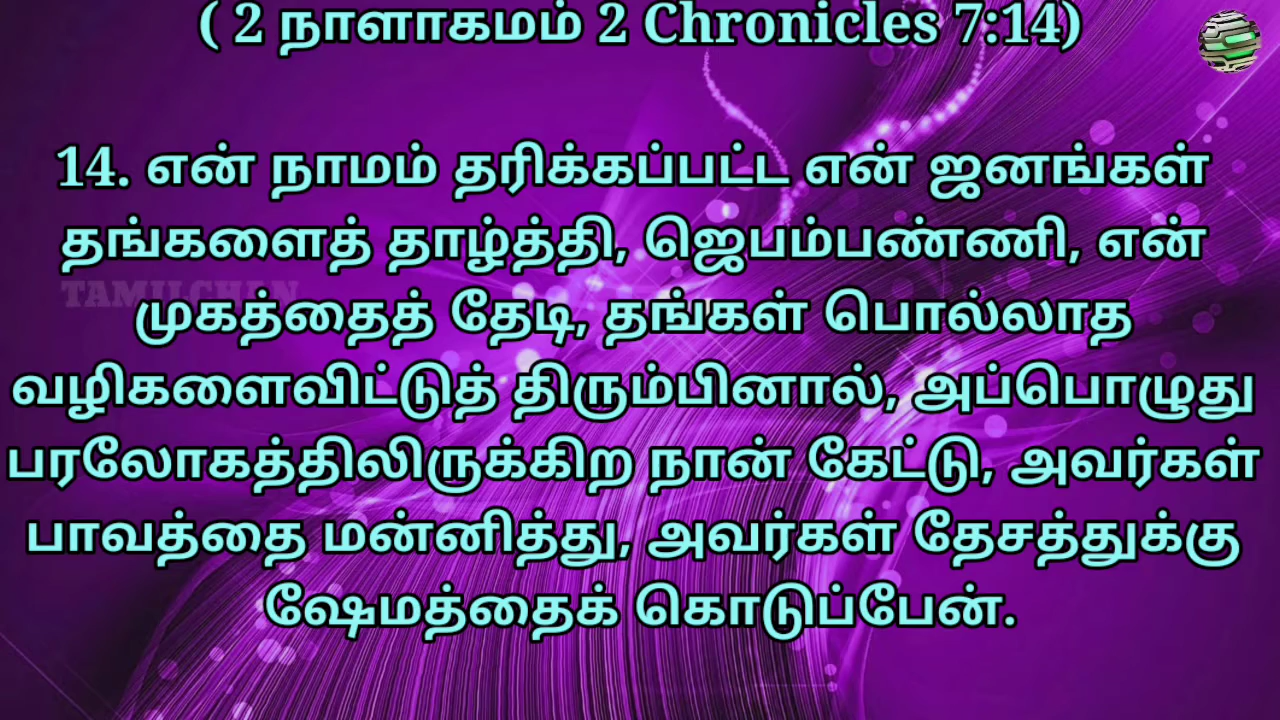 ( 2 நாளாகமம் 2 Chronicles 7:14)
14. என் நாமம் தரிக்கப்பட்ட என் ஜனங்கள்
தங்களைத் தாழ்த்தி, ஜெபம்பண்ணி, என்
TAMILCHAN
முகத்தைத் தேடி, தங்கள் பொல்லாத
வழிகளைவிட்டுத் திரும்பினால், அப்பொழுது
பரலோகத்திலிருக்கிற நான் கேட்டு, அவர்கள்
பாவத்தை மன்னித்து, அவர்கள் தேசத்துக்கு
ஷேமத்தைக் கொடுப்பேன்.